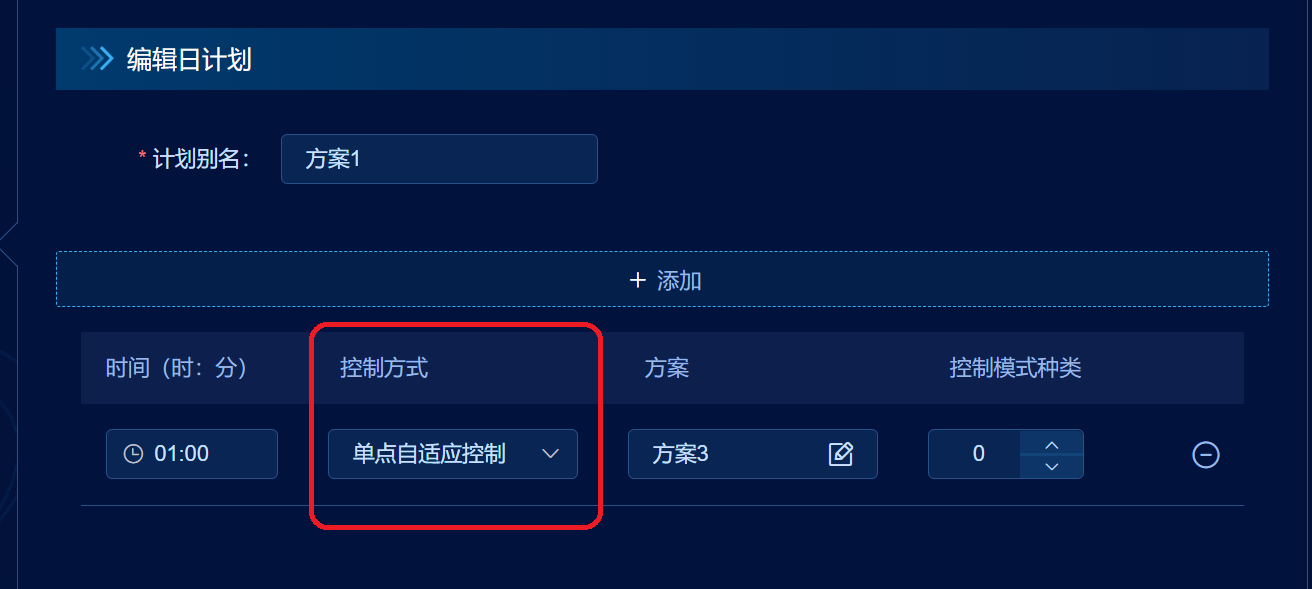 编辑日计划
* 计划别名： 方案1
+ 添加
时间（时：分） 控制方式 方案 控制模式种类
01:00 单点自适应控制 方案3 0